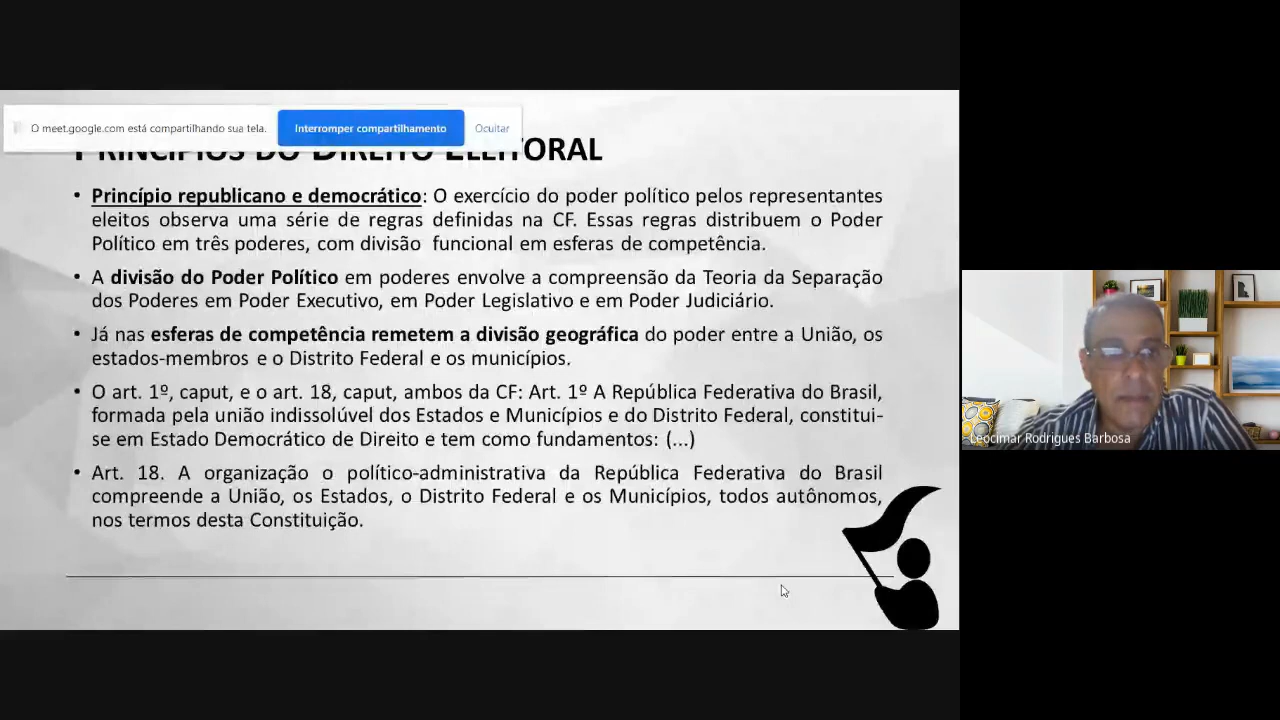 O meet.google.com está compartilhando sua tela. Interromper compartilhamento Ocultar
PRINCÍPIOS DO DIREITO ELEITORAL
• Princípio republicano e democrático: O exercício do poder político pelos representantes
eleitos observa uma série de regras definidas na CF. Essas regras distribuem o Poder
Político em três poderes, com divisão funcional em esferas de competência.
• A divisão do Poder Político em poderes envolve a compreensão da Teoria da Separação
dos Poderes em Poder Executivo, em Poder Legislativo e em Poder Judiciário.
• Já nas esferas de competência remetem a divisão geográfica do poder entre a União, os
estados-membros e o Distrito Federal e os municípios.
• O art. 1º, caput, e o art. 18, caput, ambos da CF: Art. 1º A República Federativa do Brasil,
formada pela união indissolúvel dos Estados e Municípios e do Distrito Federal, constitui-
se em Estado Democrático de Direito e tem como fundamentos: (...)
• Art. 18. A organização o político-administrativa da República Federativa do Brasil
compreende a União, os Estados, o Distrito Federal e os Municípios, todos autônomos,
nos termos desta Constituição.
Leocimar Rodrigues Barbosa